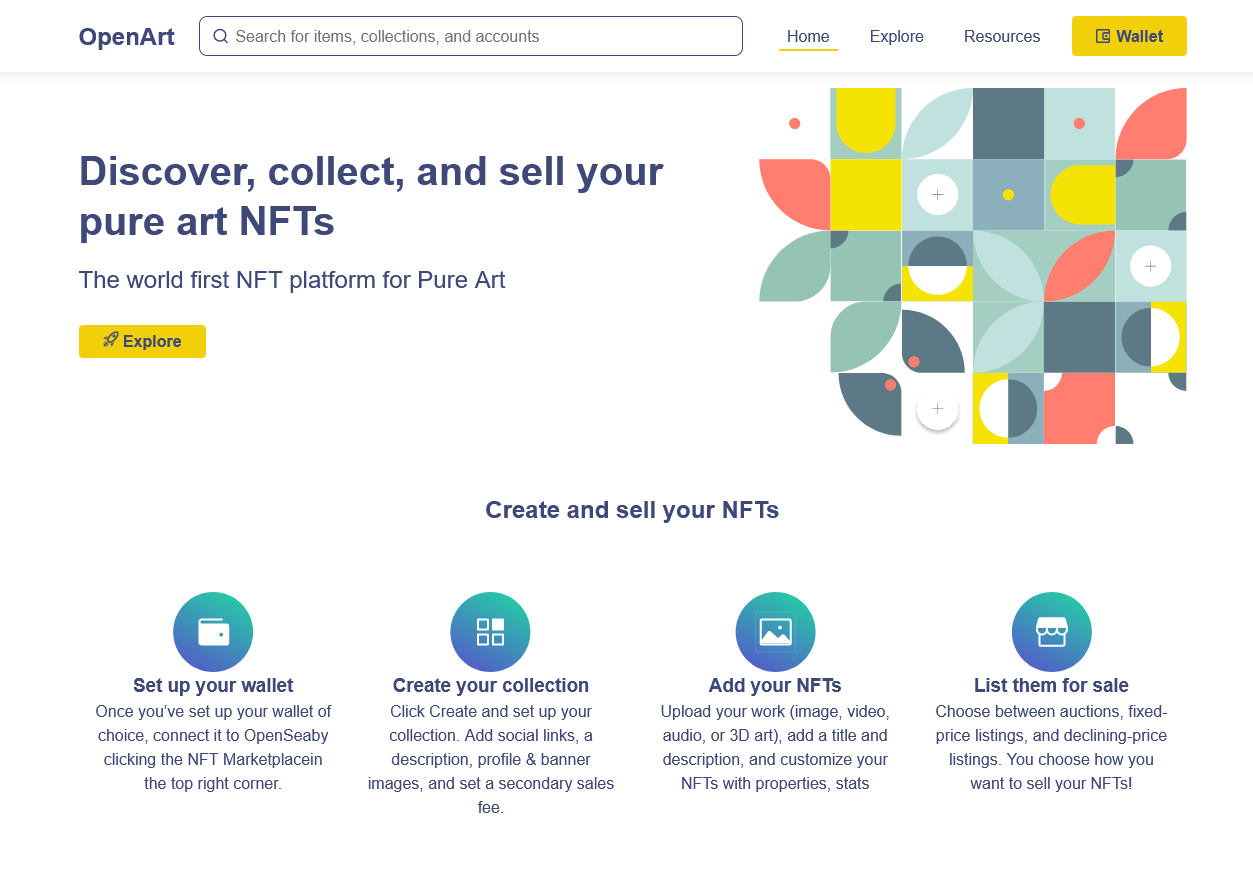 OpenArt
Search for items, collections, and accounts
Home
Explore
Resources
Wallet
Discover, collect, and sell your
pure art NFTs
The world first NFT platform for Pure Art
Explore
Create and sell your NFTs
Set up your wallet
Once you’ve set up your wallet of
choice, connect it to OpenSeaby
clicking the NFT Marketplacein
the top right corner.
Create your collection
Click Create and set up your
collection. Add social links, a
description, profile & banner
images, and set a secondary sales
fee.
Add your NFTs
Upload your work (image, video,
audio, or 3D art), add a title and
description, and customize your
NFTs with properties, stats
List them for sale
Choose between auctions, fixed-
price listings, and declining-price
listings. You choose how you
want to sell your NFTs!